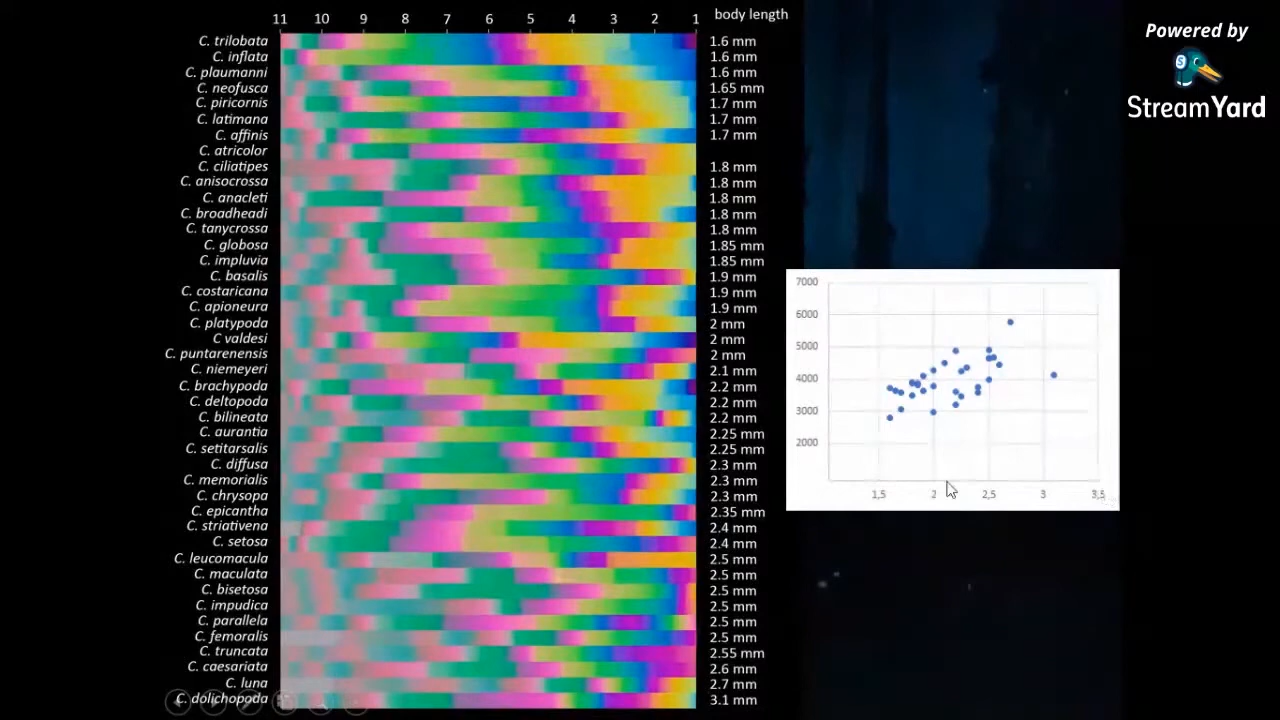 11 10 9 8 7 6 5 4 3 2 1 body length
C. trilobata 1.6 mm
C. inflata 1.6 mm
C. plaumanni 1.6 mm
C. neofusca 1.65 mm
C. piricornis 1.7 mm
C. latimana 1.7 mm
C. affinis 1.7 mm
C. atricolor
C. ciliatipes 1.8 mm
C. anisocrossa 1.8 mm
C. anacleti 1.8 mm
C. broadheadi 1.8 mm
C. tanycrossa 1.8 mm
C. globosa 1.85 mm
C. impluvia 1.85 mm
C. basalis 1.9 mm
C. costaricana 1.9 mm
C. apioneura 1.9 mm
C. platypoda 2 mm
C valdesi 2 mm
C. puntarenensis 2 mm
C. niemeyeri 2.1 mm
C. brachypoda 2.2 mm
C. deltopoda 2.2 mm
C. bilineata 2.2 mm
C. aurantia 2.25 mm
C. setitarsalis 2.25 mm
C. diffusa 2.3 mm
C. memorialis 2.3 mm
C. chrysopa 2.3 mm
C. epicantha 2.35 mm
C. striativena 2.4 mm
C. setosa 2.4 mm
C. leucomacula 2.5 mm
C. maculata 2.5 mm
C. bisetosa 2.5 mm
C. impudica 2.5 mm
C. parallela 2.5 mm
C. femoralis 2.5 mm
C. truncata 2.55 mm
C. caesariata 2.6 mm
C. luna 2.7 mm
C. dolichopoda 3.1 mm
7000
6000
5000
4000
3000
2000
1,5 2 2,5 3 3,5
Powered by
S
StreamYard